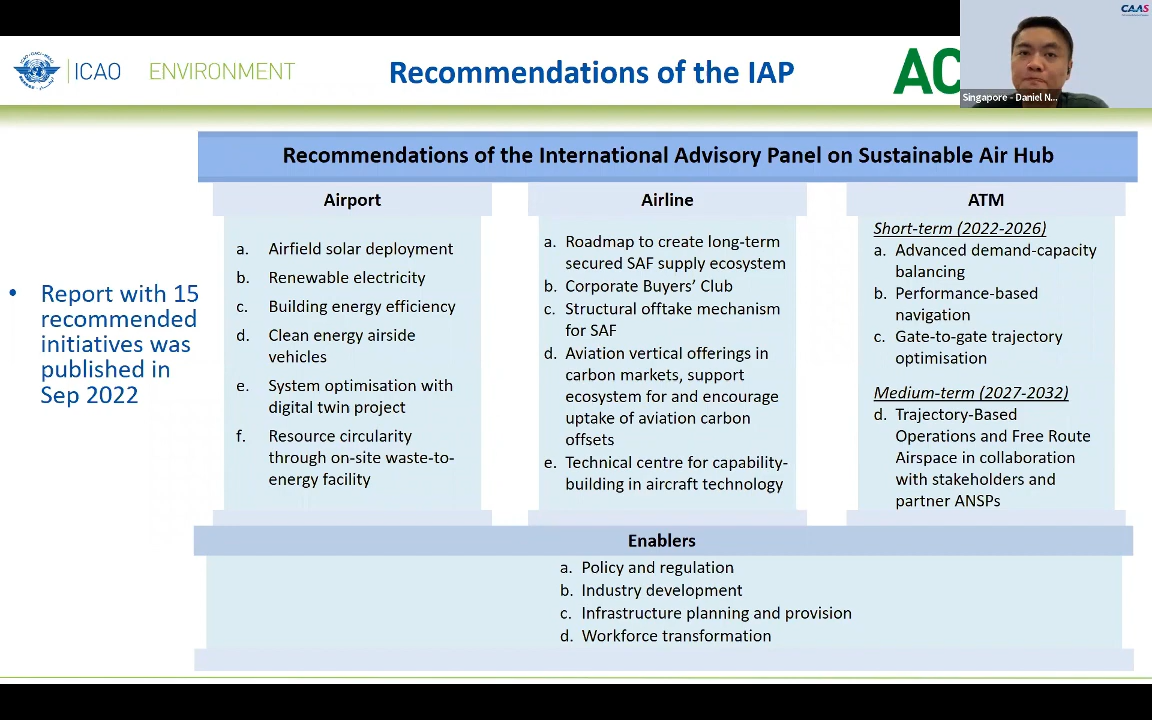 CAAS
ICAO ENVIRONMENT
Recommendations of the IAP
AC
Singapore - Daniel N...
Recommendations of the International Advisory Panel on Sustainable Air Hub
• Report with 15
recommended
initiatives was
published in
Sep 2022
Airport
a. Airfield solar deployment
b. Renewable electricity
c. Building energy efficiency
d. Clean energy airside
vehicles
e. System optimisation with
digital twin project
f. Resource circularity
through on-site waste-to-
energy facility
Airline
a. Roadmap to create long-term
secured SAF supply ecosystem
b. Corporate Buyers’ Club
c. Structural offtake mechanism
for SAF
d. Aviation vertical offerings in
carbon markets, support
ecosystem for and encourage
uptake of aviation carbon
offsets
e. Technical centre for capability-
building in aircraft technology
ATM
Short-term (2022-2026)
a. Advanced demand-capacity
balancing
b. Performance-based
navigation
c. Gate-to-gate trajectory
optimisation
Medium-term (2027-2032)
d. Trajectory-Based
Operations and Free Route
Airspace in collaboration
with stakeholders and
partner ANSPs
Enablers
a. Policy and regulation
b. Industry development
c. Infrastructure planning and provision
d. Workforce transformation